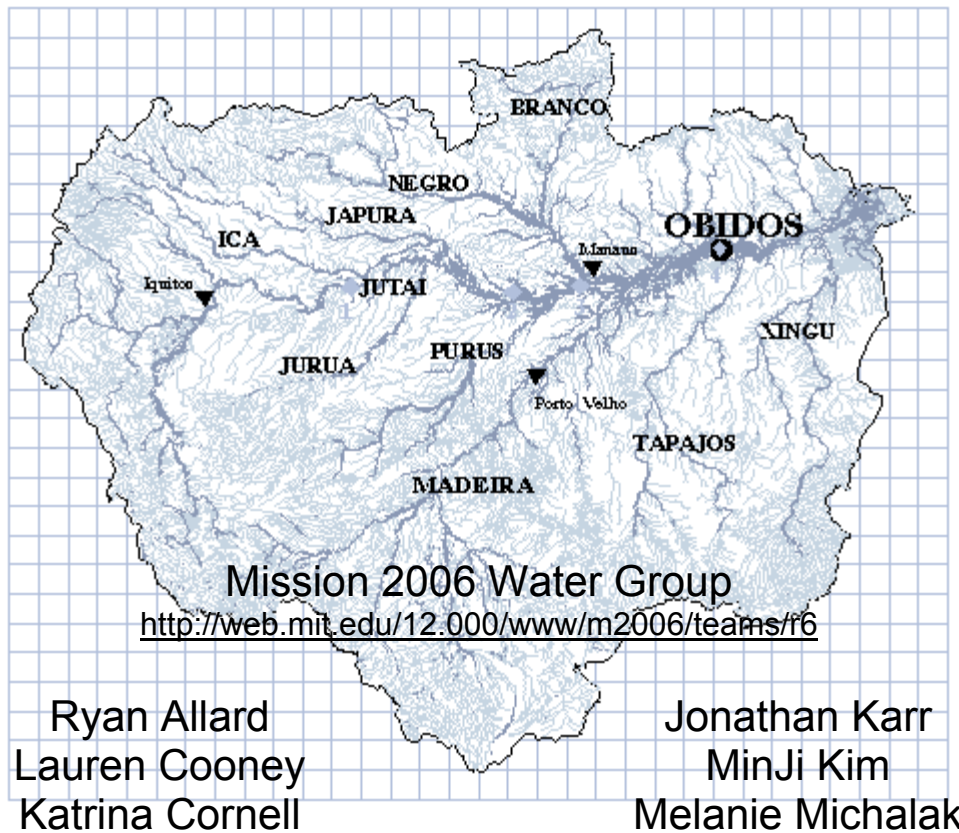 BRANCO
NEGRO
JAPURA
OBIDOS
ICA
Manaus
Iquitos
JUTAI
XINGU
PURUS
JURUA
Porto Velho
TAPAJOS
MADEIRA
Mission 2006 Water Group
http://web.mit.edu/12.000/www/m2006/teams/r6
Ryan Allard
Lauren Cooney
Katrina Cornell
Jonathan Karr
MinJi Kim
Melanie Michalak